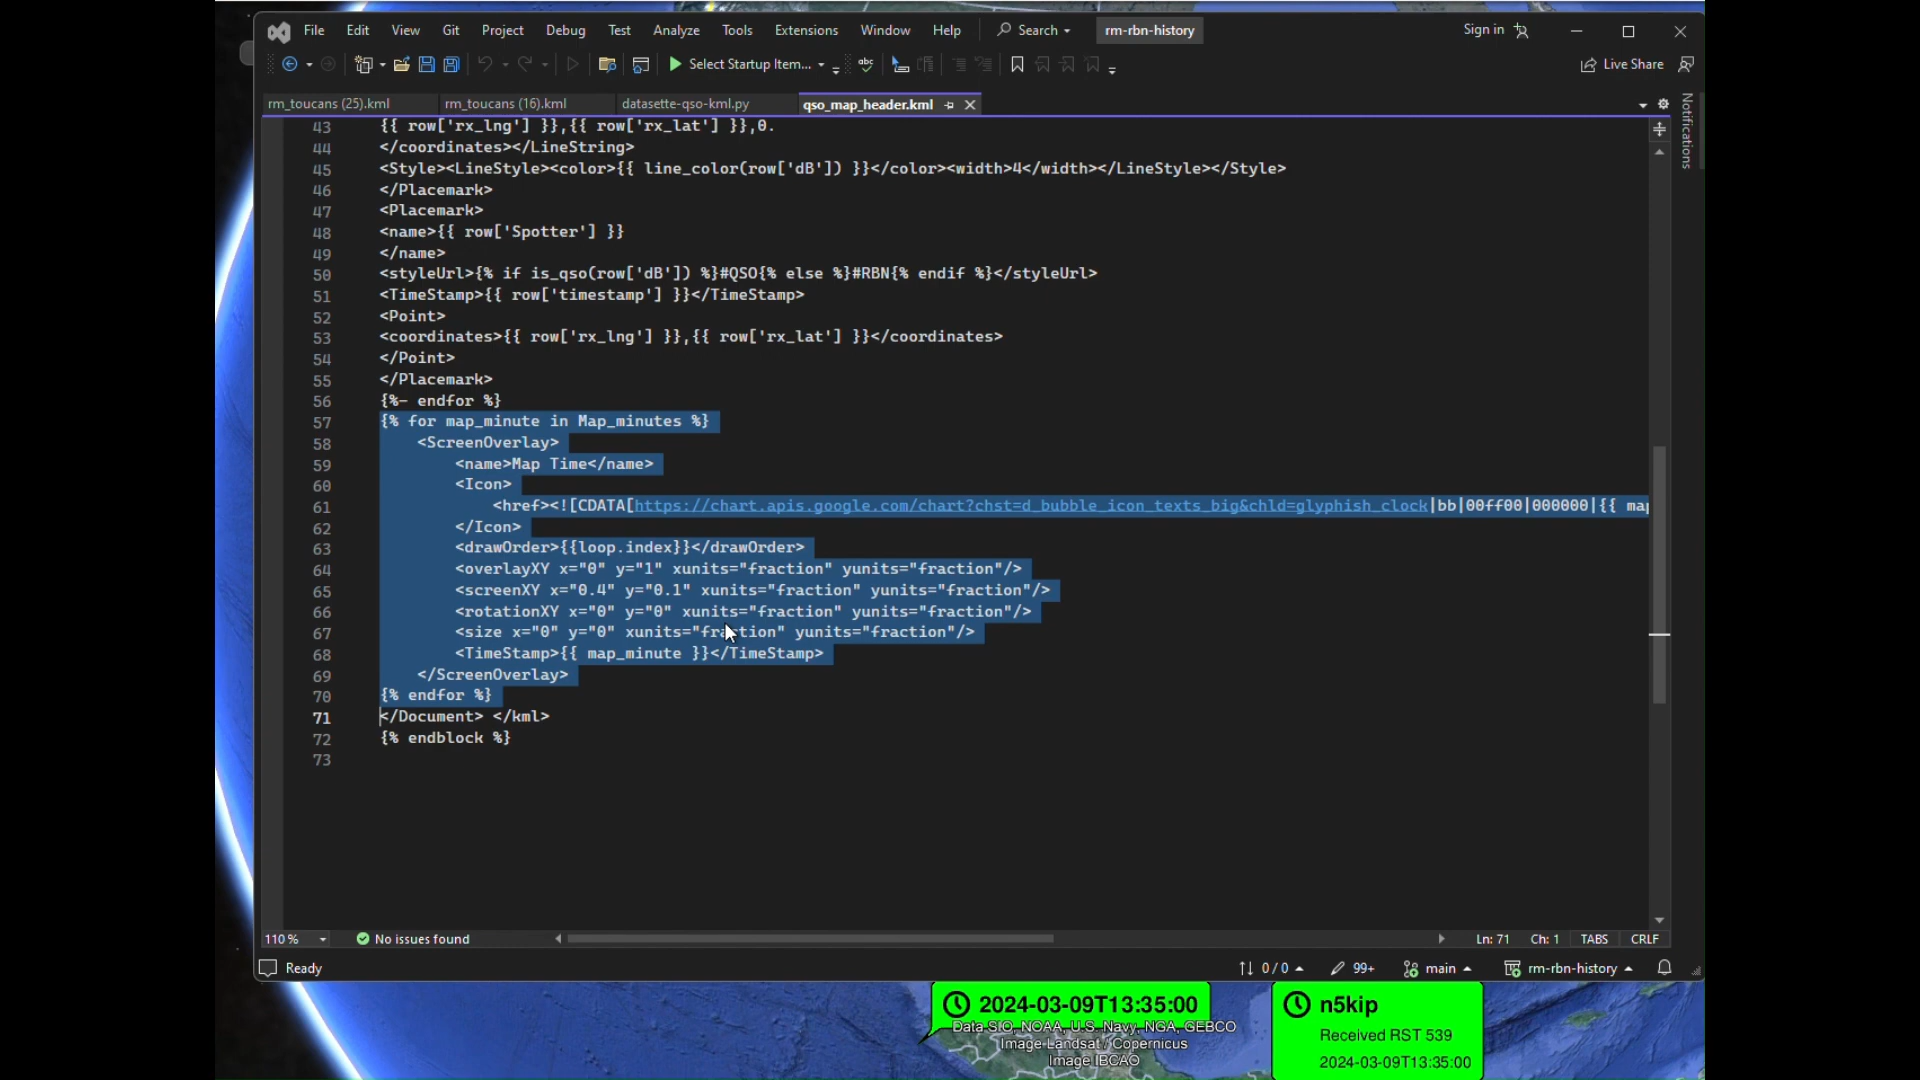 File Edit View Git Project Debug Test Analyze Tools Extensions Window Help Search rm-rbn-history Sign in
Select Startup Item... abc Live Share
rm_toucans (25).kml rm_toucans (16).kml datasette-qso-kml.py qso_map_header.kml
Notifications
43 {{ row['rx_lng'] }},{{ row['rx_lat'] }},0.
44 </coordinates></LineString>
45 <Style><LineStyle><color>{{ line_color(row['dB']) }}</color><width>4</width></LineStyle></Style>
46 </Placemark>
47 <Placemark>
48 <name>{{ row['Spotter'] }}
49 </name>
50 <styleUrl>{% if is_qso(row['dB']) %}#QSO{% else %}#RBN{% endif %}</styleUrl>
51 <TimeStamp>{{ row['timestamp'] }}</TimeStamp>
52 <Point>
53 <coordinates>{{ row['rx_lng'] }},{{ row['rx_lat'] }}</coordinates>
54 </Point>
55 </Placemark>
56 {%- endfor %}
57 {% for map_minute in Map_minutes %}
58 <ScreenOverlay>
59 <name>Map Time</name>
60 <Icon>
61 <href><![CDATA[https://chart.apis.google.com/chart?chst=d_bubble_icon_texts_big&chld=glyphish_clock|bb|00ff00|000000|{{ map
62 </Icon>
63 <drawOrder>{{loop.index}}</drawOrder>
64 <overlayXY x="0" y="1" xunits="fraction" yunits="fraction"/>
65 <screenXY x="0.4" y="0.1" xunits="fraction" yunits="fraction"/>
66 <rotationXY x="0" y="0" xunits="fraction" yunits="fraction"/>
67 <size x="0" y="0" xunits="fraction" yunits="fraction"/>
68 <TimeStamp>{{ map_minute }}</TimeStamp>
69 </ScreenOverlay>
70 {% endfor %}
71 </Document> </kml>
72 {% endblock %}
73
110 % No issues found Ln: 71 Ch: 1 TABS CRLF
Ready 0 / 0 99+ main rm-rbn-history
2024-03-09T13:35:00
Data SIO, NOAA, U.S. Navy, NGA, GEBCO
Image Landsat / Copernicus
Image IBCAO
n5kip
Received RST 539
2024-03-09T13:35:00